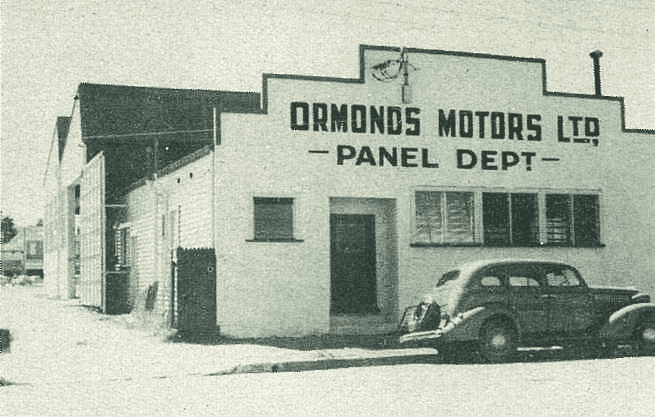 ORMONDS MOTORS LTD,
– PANEL DEPT –